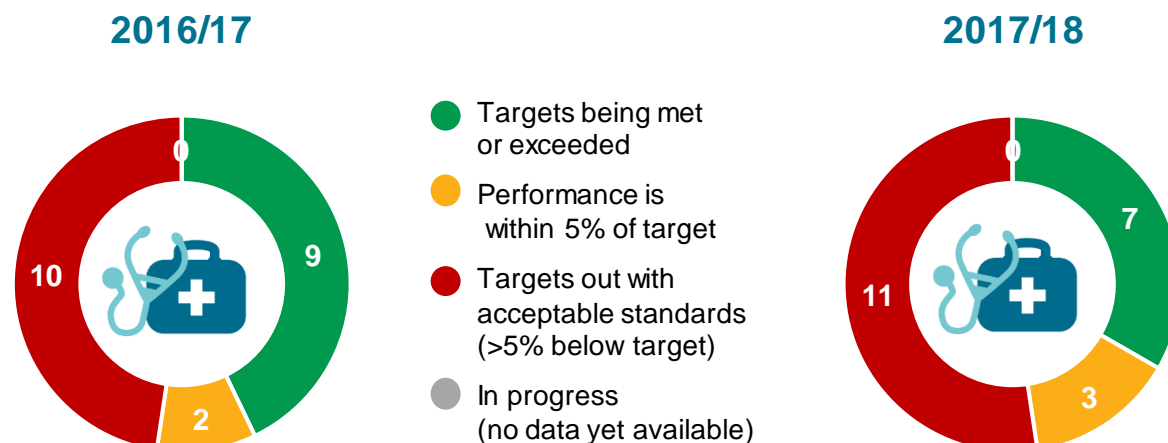 2016/17
0
9
10
2
Targets being met
or exceeded
Performance is
within 5% of target
Targets out with
acceptable standards
(>5% below target)
In progress
(no data yet available)
2017/18
0
7
11
3